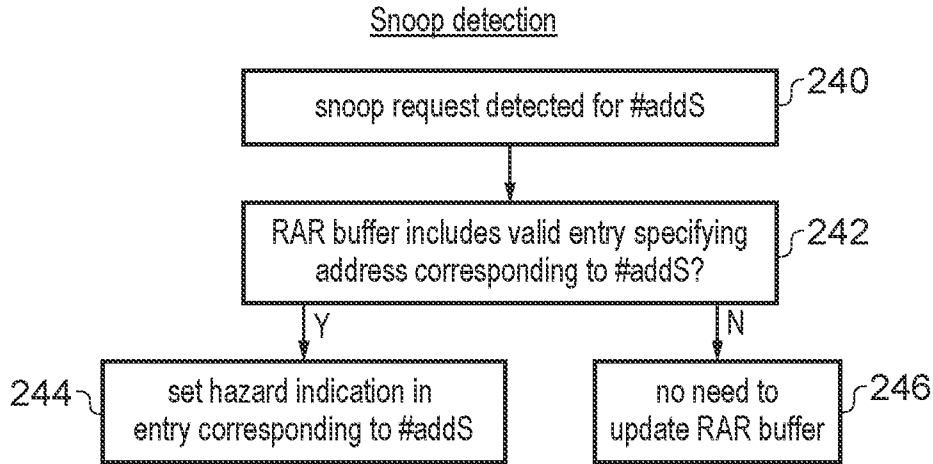 Snoop detection
snoop request detected for #addS
240
RAR buffer includes valid entry specifying
address corresponding to #addS?
242
Y
N
244
set hazard indication in
entry corresponding to #addS
no need to
update RAR buffer
246